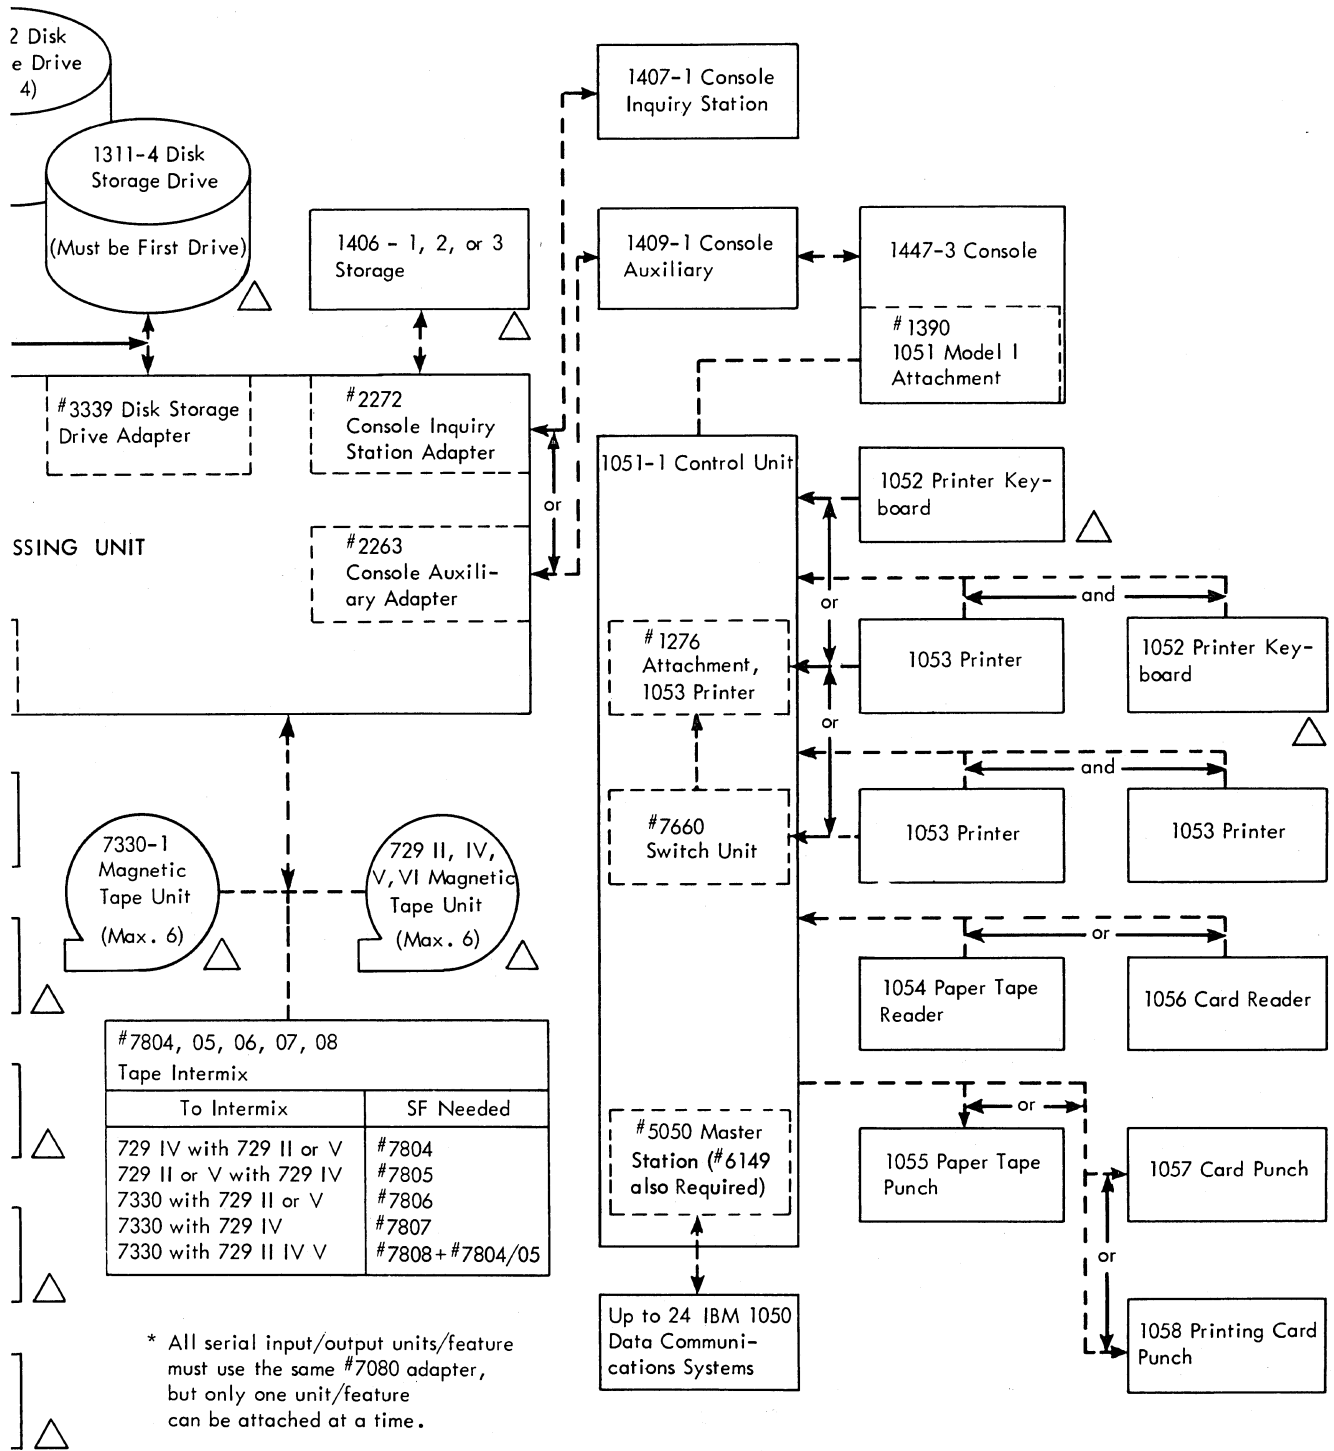 2 Disk
e Drive
4)
1311-4 Disk
Storage Drive
(Must be First Drive)
1406 - 1, 2, or 3
Storage
1407-1 Console
Inquiry Station
1409-1 Console
Auxiliary
1447-3 Console
#1390
1051 Model I
Attachment
#3339 Disk Storage
Drive Adapter
#2272
Console Inquiry
Station Adapter
or
SSING UNIT
#2263
Console Auxili-
ary Adapter
1051-1 Control Unit
1052 Printer Key-
board
or
and
#1276
Attachment,
1053 Printer
1053 Printer
1052 Printer Key-
board
or
and
#7660
Switch Unit
1053 Printer
1053 Printer
7330-1
Magnetic
Tape Unit
(Max. 6)
729 II, IV,
V, VI Magnetic
Tape Unit
(Max. 6)
or
1054 Paper Tape
Reader
1056 Card Reader
#7804, 05, 06, 07, 08
Tape Intermix
To Intermix SF Needed
729 IV with 729 II or V #7804
729 II or V with 729 IV #7805
7330 with 729 II or V #7806
7330 with 729 IV #7807
7330 with 729 II IV V #7808+#7804/05
or
#5050 Master
Station (#6149
also Required)
1055 Paper Tape
Punch
1057 Card Punch
or
Up to 24 IBM 1050
Data Communi-
cations Systems
1058 Printing Card
Punch
* All serial input/output units/feature
must use the same #7080 adapter,
but only one unit/feature
can be attached at a time.